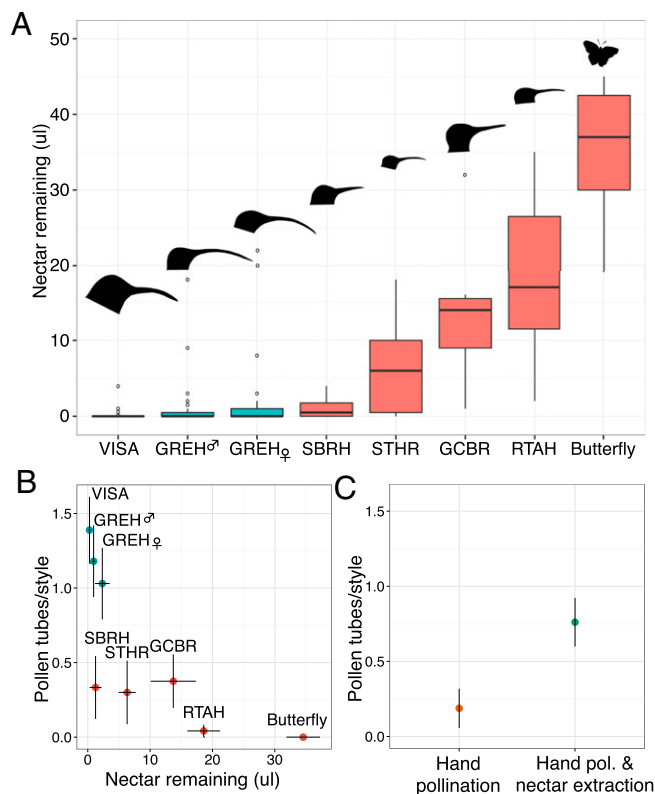 A
Nectar remaining (ul)
50
40
30
20
10
0
VISA GREH♂ GREH♀ SBRH STHR GCBR RTAH Butterfly
B
Pollen tubes/style
1.5
1.0
0.5
0.0
VISA
GREH♂
GREH♀
SBRH
STHR
GCBR
RTAH
Butterfly
0 10 20 30
Nectar remaining (ul)
C
Pollen tubes/style
1.5
1.0
0.5
0.0
Hand
pollination
Hand pol. &
nectar extraction